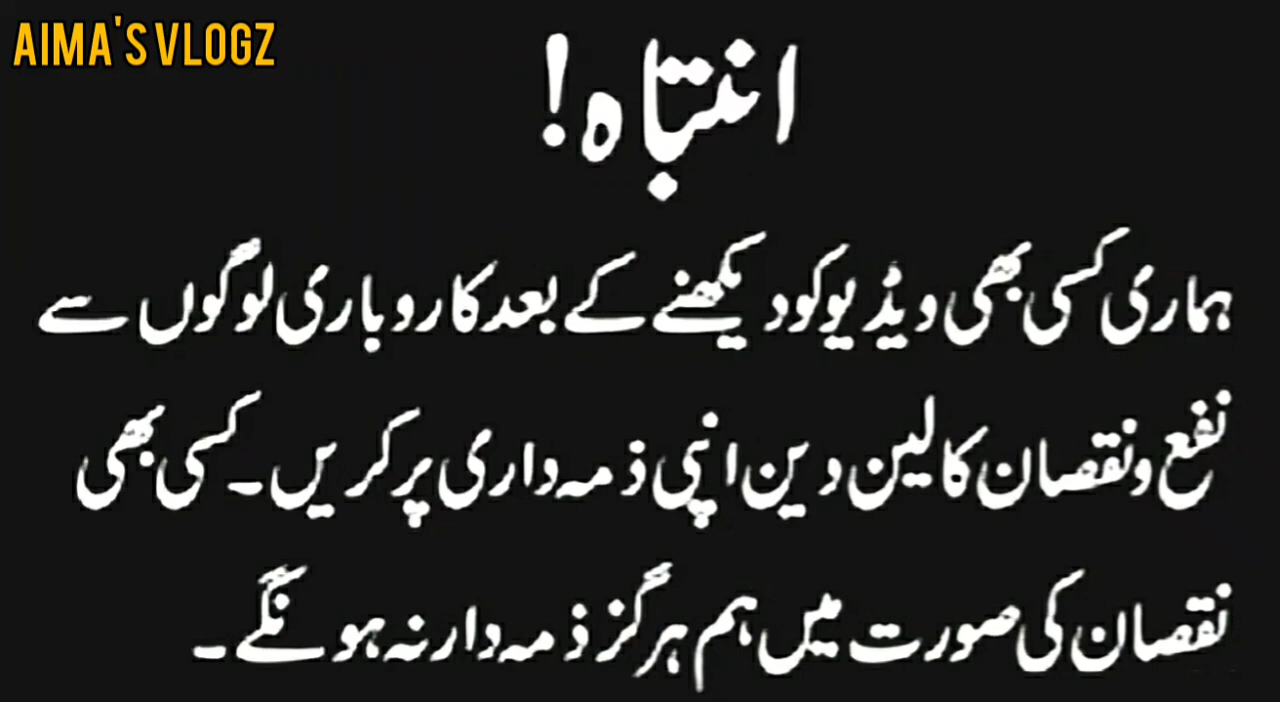 AIMA'S VLOGZ
انتباہ!
ہماری کسی بھی ویڈیو کو دیکھنے کے بعد کاروباری لوگوں سے
نفع و نقصان کا لین دین اپنی ذمہ داری پر کریں۔ کسی بھی
نقصان کی صورت میں ہم ہرگز ذمہ دار نہ ہونگے۔